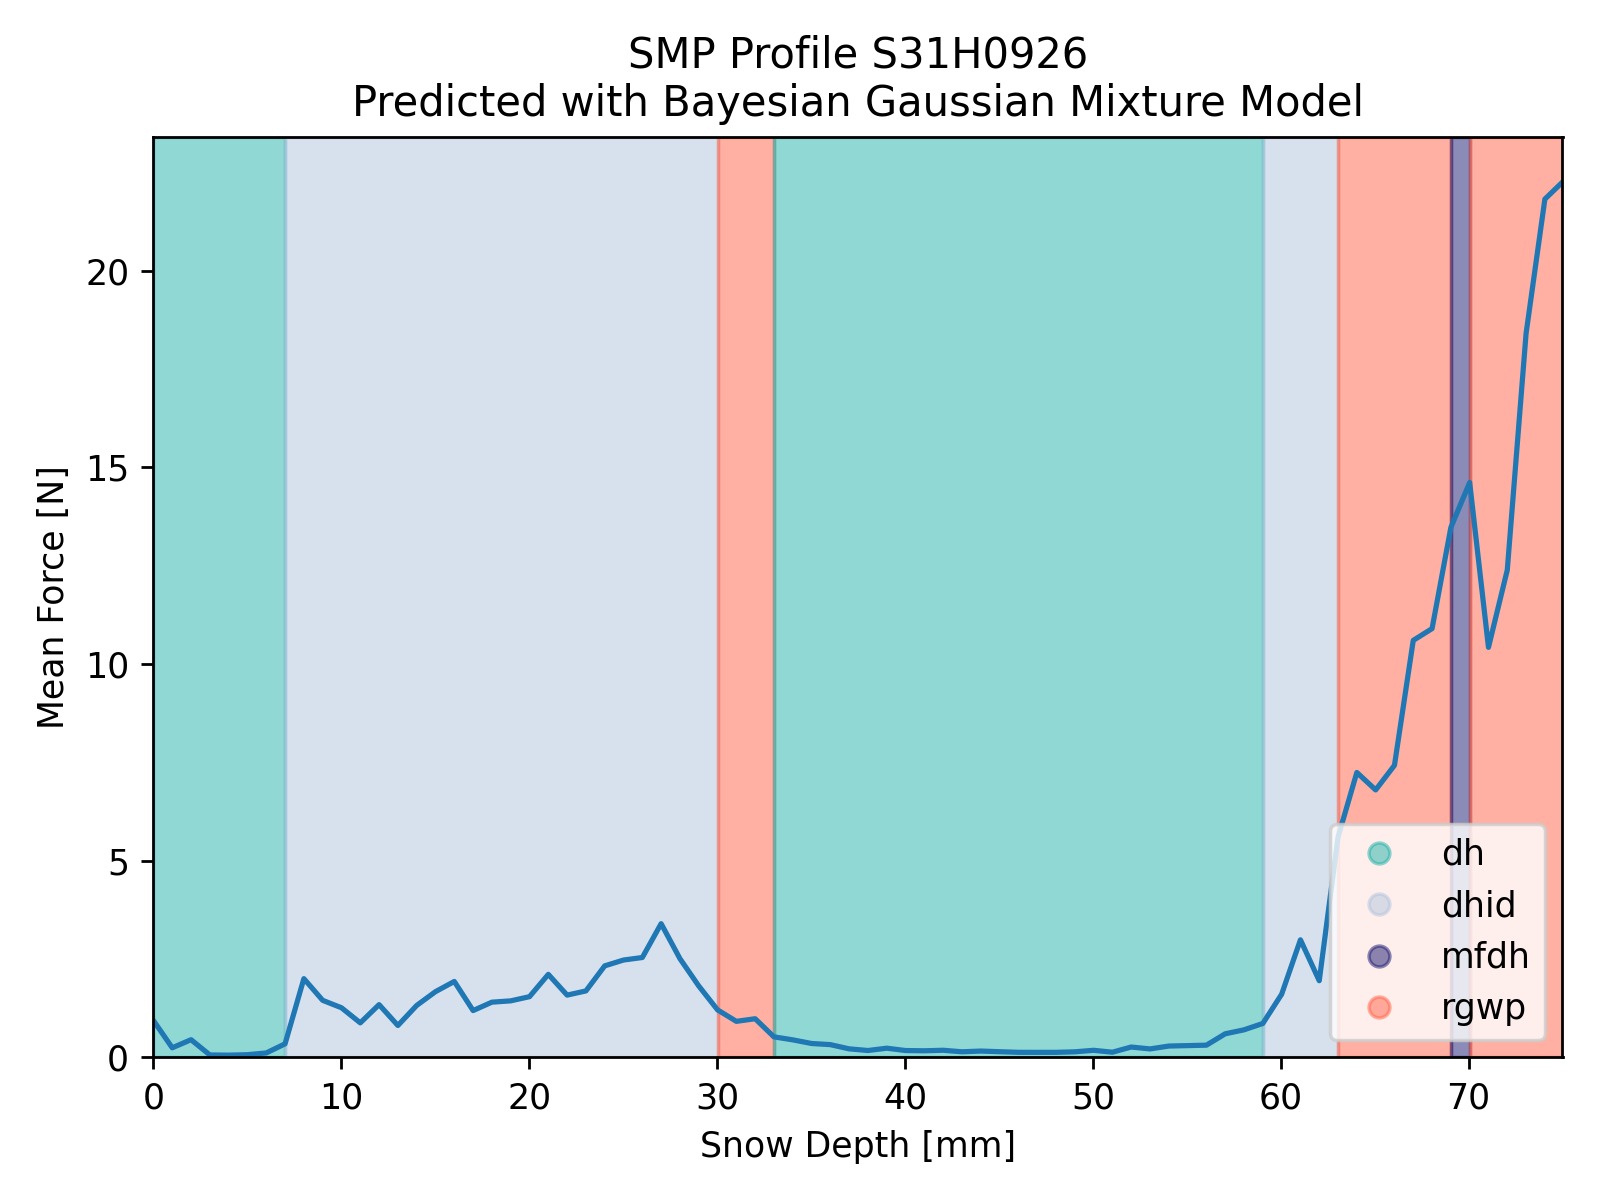 SMP Profile S31H0926
Predicted with Bayesian Gaussian Mixture Model
Mean Force [N]
20
15
10
5
0
dh
dhid
mfdh
rgwp
0 10 20 30 40 50 60 70
Snow Depth [mm]